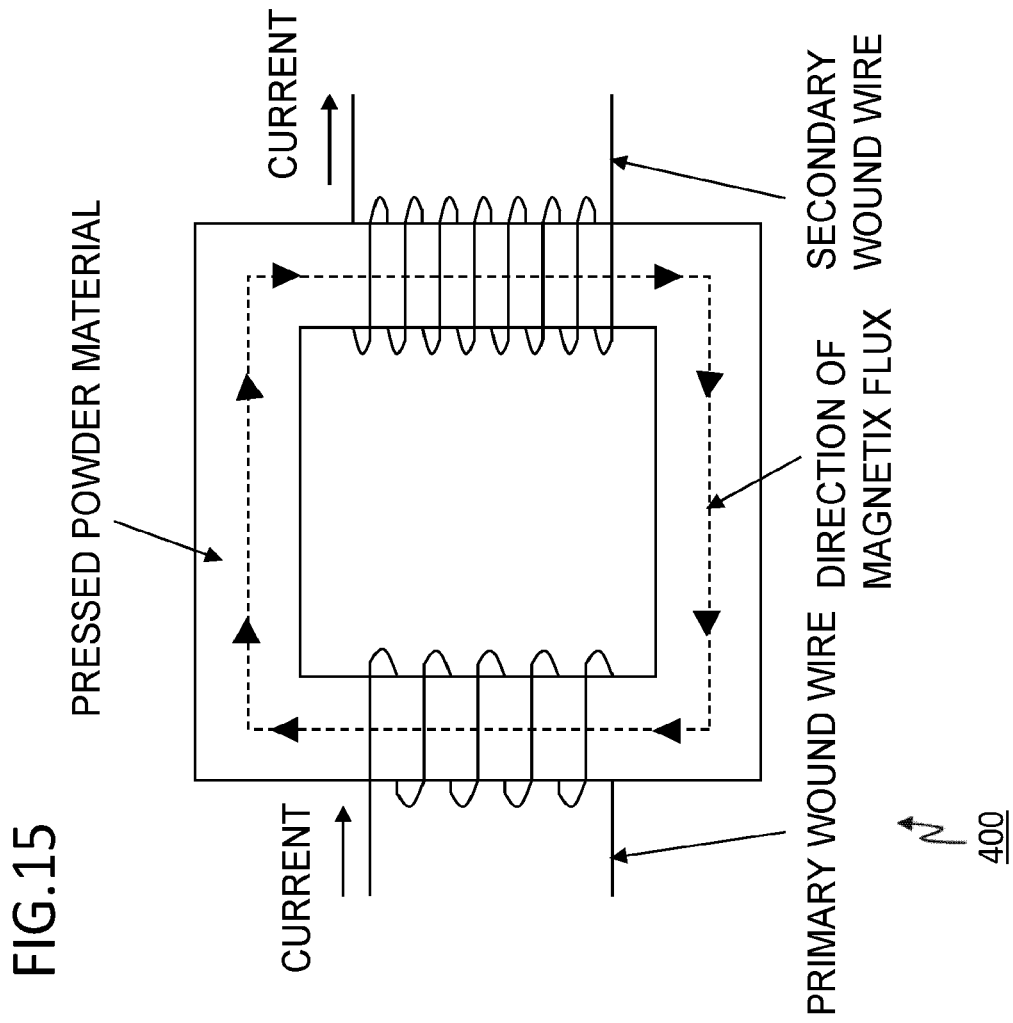 FIG.15
PRESSED POWDER MATERIAL
CURRENT
CURRENT
PRIMARY WOUND WIRE
DIRECTION OF
MAGNETIX FLUX
SECONDARY
WOUND WIRE
400